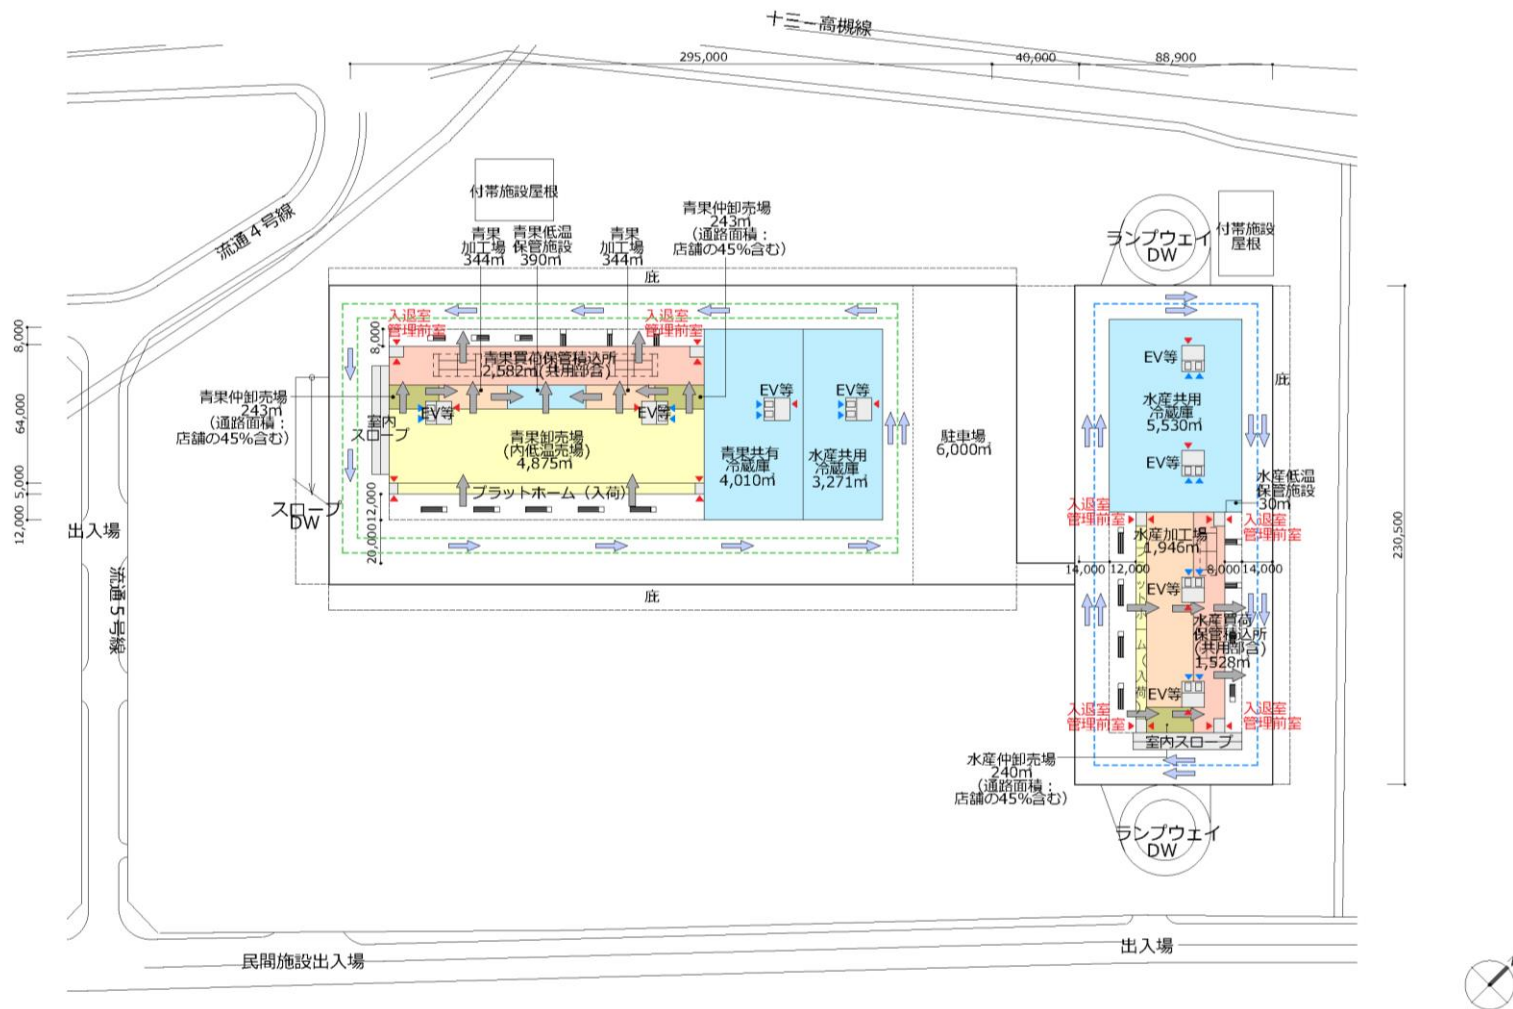 十三ー高槻線
295,000
40,000
88,900
流通4号線
付帯施設屋根
青果
加工場
344㎡
青果低温
保管施設
390㎡
青果
加工場
344㎡
青果仲卸売場
243㎡
(通路面積:
店舗の45%含む)
ランプウェイ
DW
付帯施設
屋根
庇
入退室
管理前室
入退室
管理前室
8,000
8,000
64,000
5,000
12,000
青果買荷保管積込所
2,582㎡(共用部含)
青果仲卸売場
243㎡
(通路面積:
店舗の45%含む)
室内
スロープ
EV等
EV等
EV等
EV等
青果卸売場
(内低温売場)
4,875㎡
青果共有
冷蔵庫
4,010㎡
水産共用
冷蔵庫
3,271㎡
駐車場
6,000㎡
プラットホーム(入荷)
12,000
20,000
スロープ
DW
出入場
流通5号線
庇
EV等
水産共用
冷蔵庫
5,530㎡
EV等
庇
水産低温
保管施設
30㎡
入退室
管理前室
入退室
管理前室
水産加工場
1,946㎡
14,000
12,000
8,000
14,000
230,500
EV等
水産買荷
保管積込所
(共用部含)
1,528㎡
EV等
入退室
管理前室
入退室
管理前室
室内スロープ
水産仲卸売場
240㎡
(通路面積:
店舗の45%含む)
ランプウェイ
DW
民間施設出入場
出入場